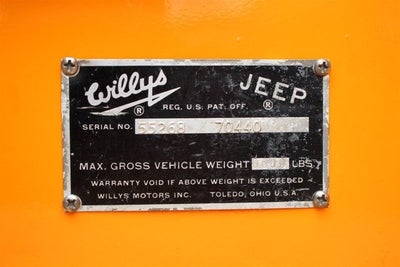 Willys ® JEEP ®
REG. U.S. PAT. OFF.
SERIAL NO. 55268 70440
MAX. GROSS VEHICLE WEIGHT LBS.
WARRANTY VOID IF ABOVE WEIGHT IS EXCEEDED
WILLYS MOTORS INC. TOLEDO, OHIO U.S.A.